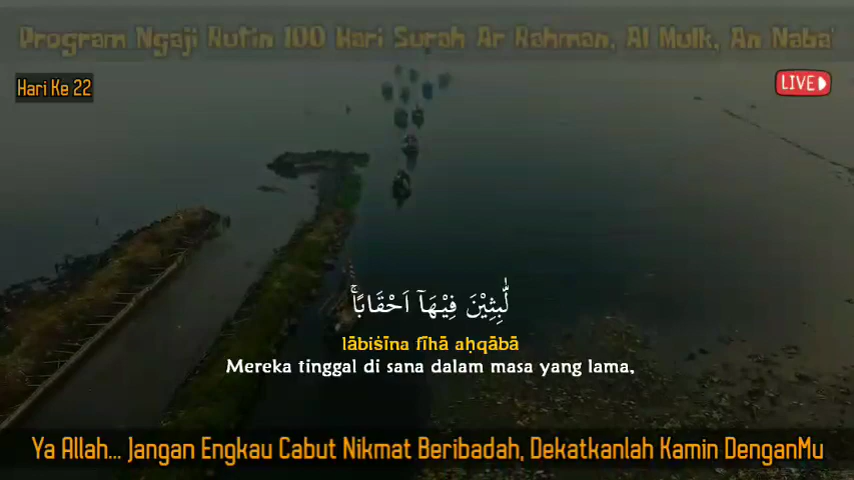 Program Ngaji Rutin 100 Hari Surah Ar Rahman, Al Mulk, An Naba'
Hari Ke 22
LIVE
لّٰبِثِيْنَ فِيْهَآ اَحْقَابًاۚ
lābiṡīna fīhā aḥqābā
Mereka tinggal di sana dalam masa yang lama,
Ya Allah... Jangan Engkau Cabut Nikmat Beribadah, Dekatkanlah Kamin DenganMu